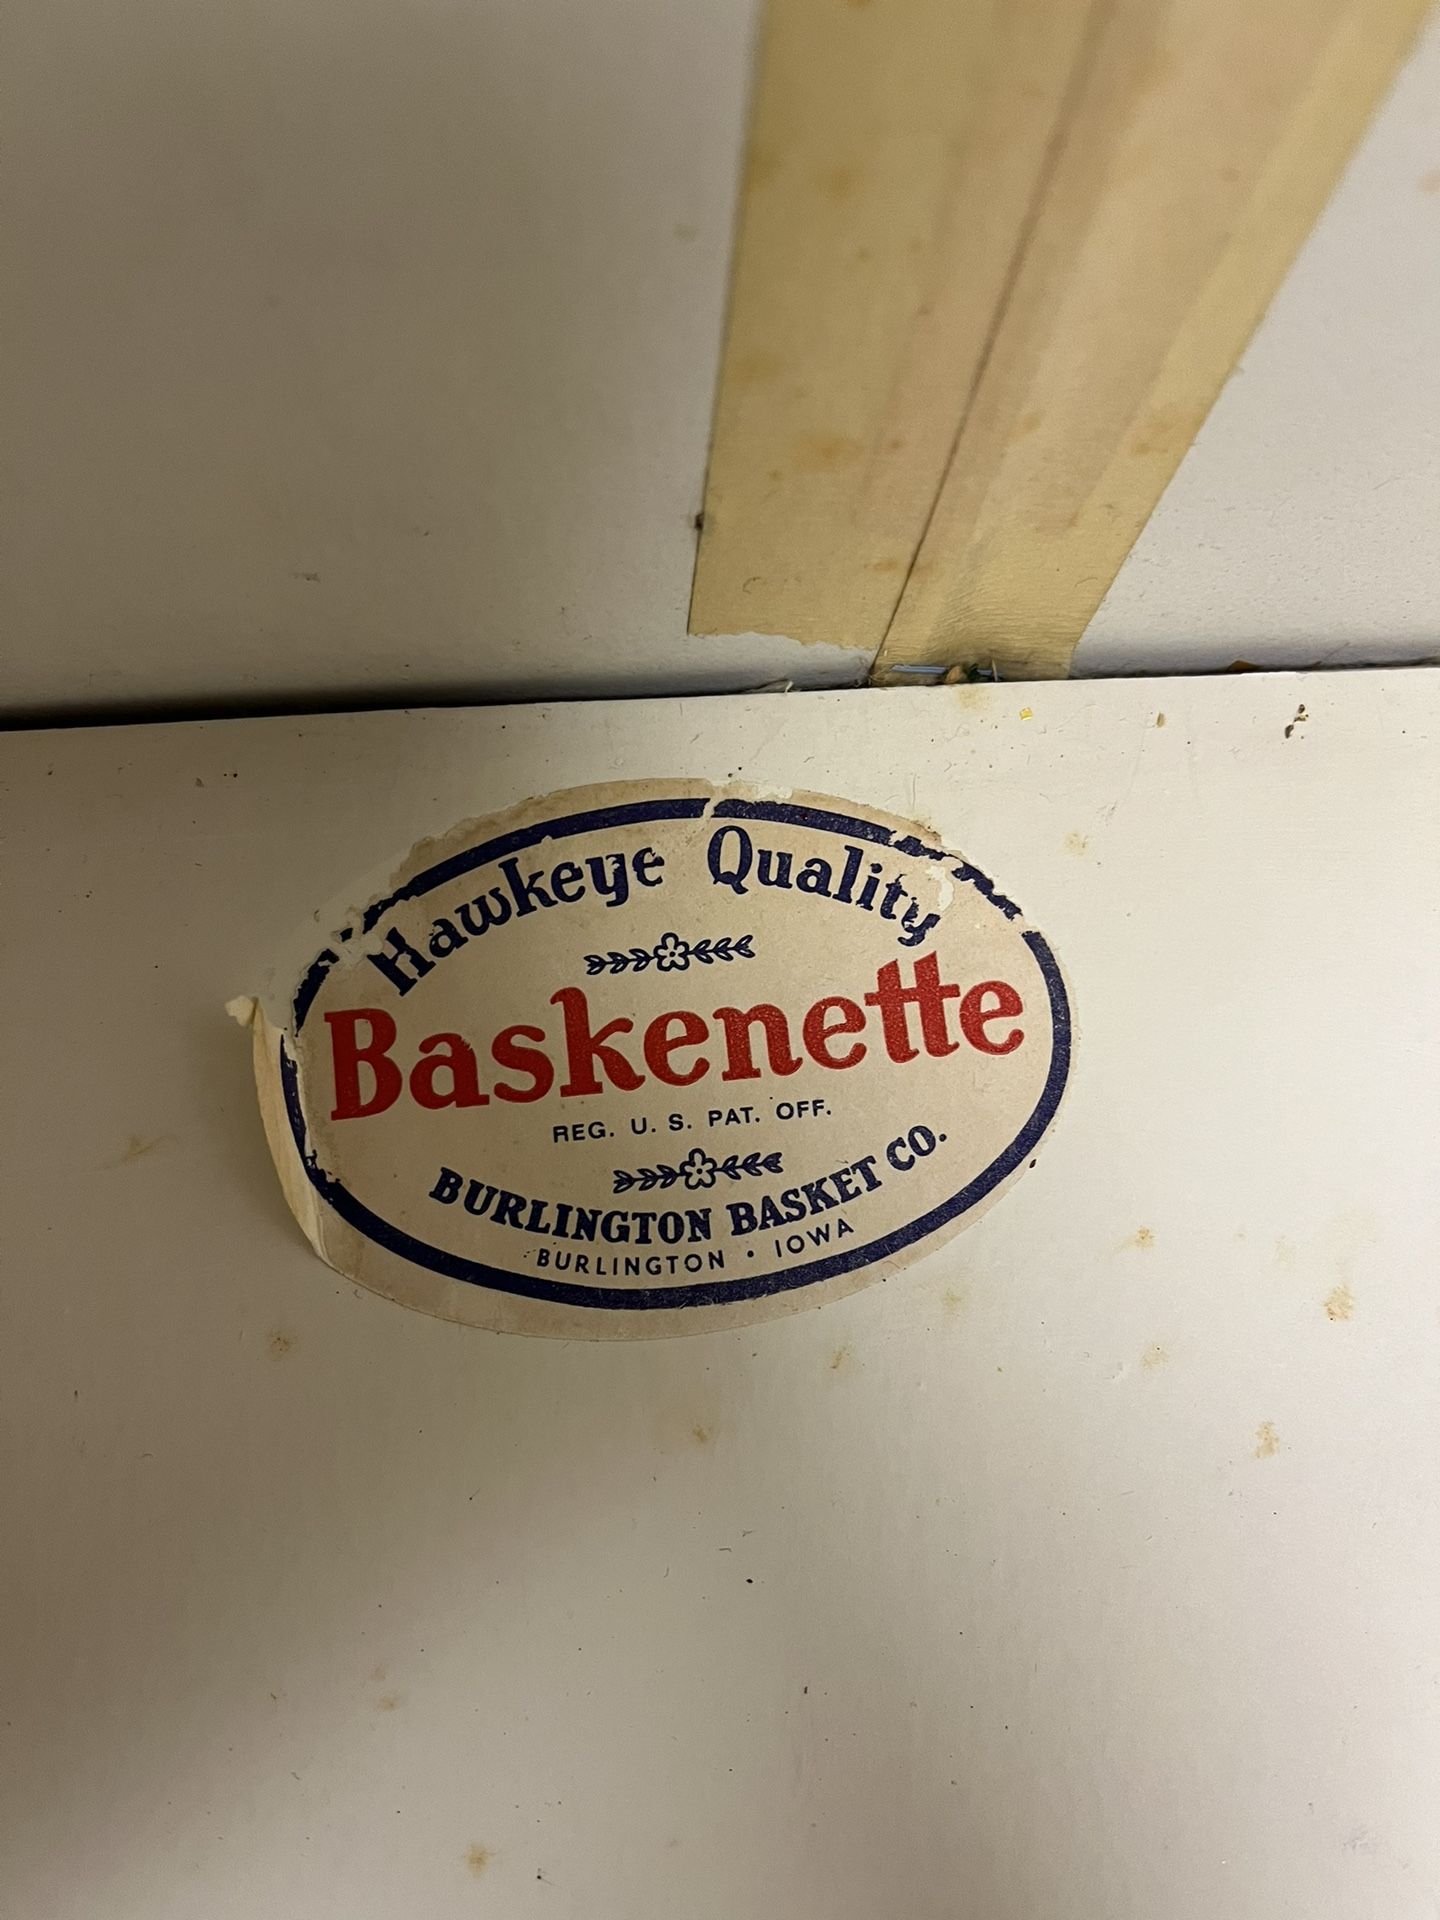 Hawkeye Quality
Baskenette
REG. U. S. PAT. OFF.
BURLINGTON BASKET CO.
BURLINGTON • IOWA